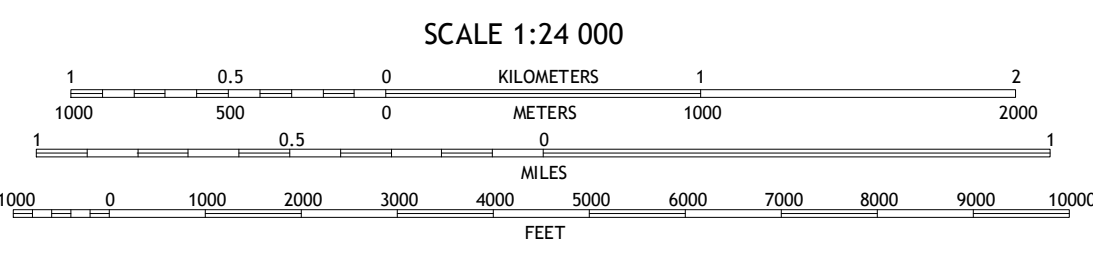 SCALE 1:24 000
1 0.5 0 KILOMETERS 1 2
1000 500 0 METERS 1000 2000
1 0.5 0 1
MILES
1000 0 1000 2000 3000 4000 5000 6000 7000 8000 9000 10000
FEET